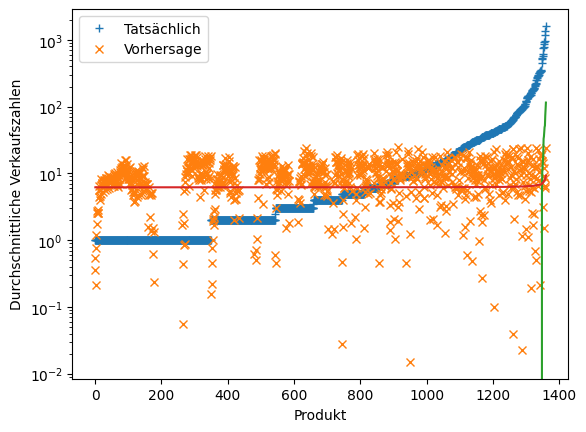 Tatsächlich
Vorhersage
Durchschnittliche Verkaufszahlen
10³
10²
10¹
10⁰
10⁻¹
10⁻²
0 200 400 600 800 1000 1200 1400
Produkt